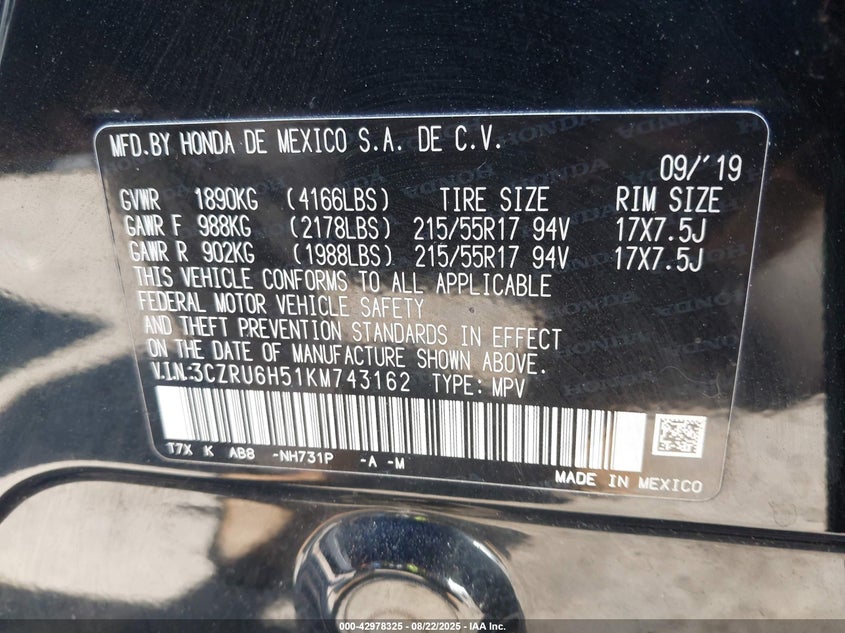 MFD.BY HONDA DE MEXICO S.A. DE C.V.
09/'19
GVWR 1890KG (4166LBS) TIRE SIZE RIM SIZE
GAWR F 988KG (2178LBS) 215/55R17 94V 17X7.5J
GAWR R 902KG (1988LBS) 215/55R17 94V 17X7.5J
THIS VEHICLE CONFORMS TO ALL APPLICABLE
FEDERAL MOTOR VEHICLE SAFETY
AND THEFT PREVENTION STANDARDS IN EFFECT
ON THE DATE OF MANUFACTURE SHOWN ABOVE.
V.I.N:3CZRU6H51KM743162 TYPE: MPV
T7X K AB8 -NH731P -A -M
MADE IN MEXICO
000-42978325 - 08/22/2025 - IAA Inc.